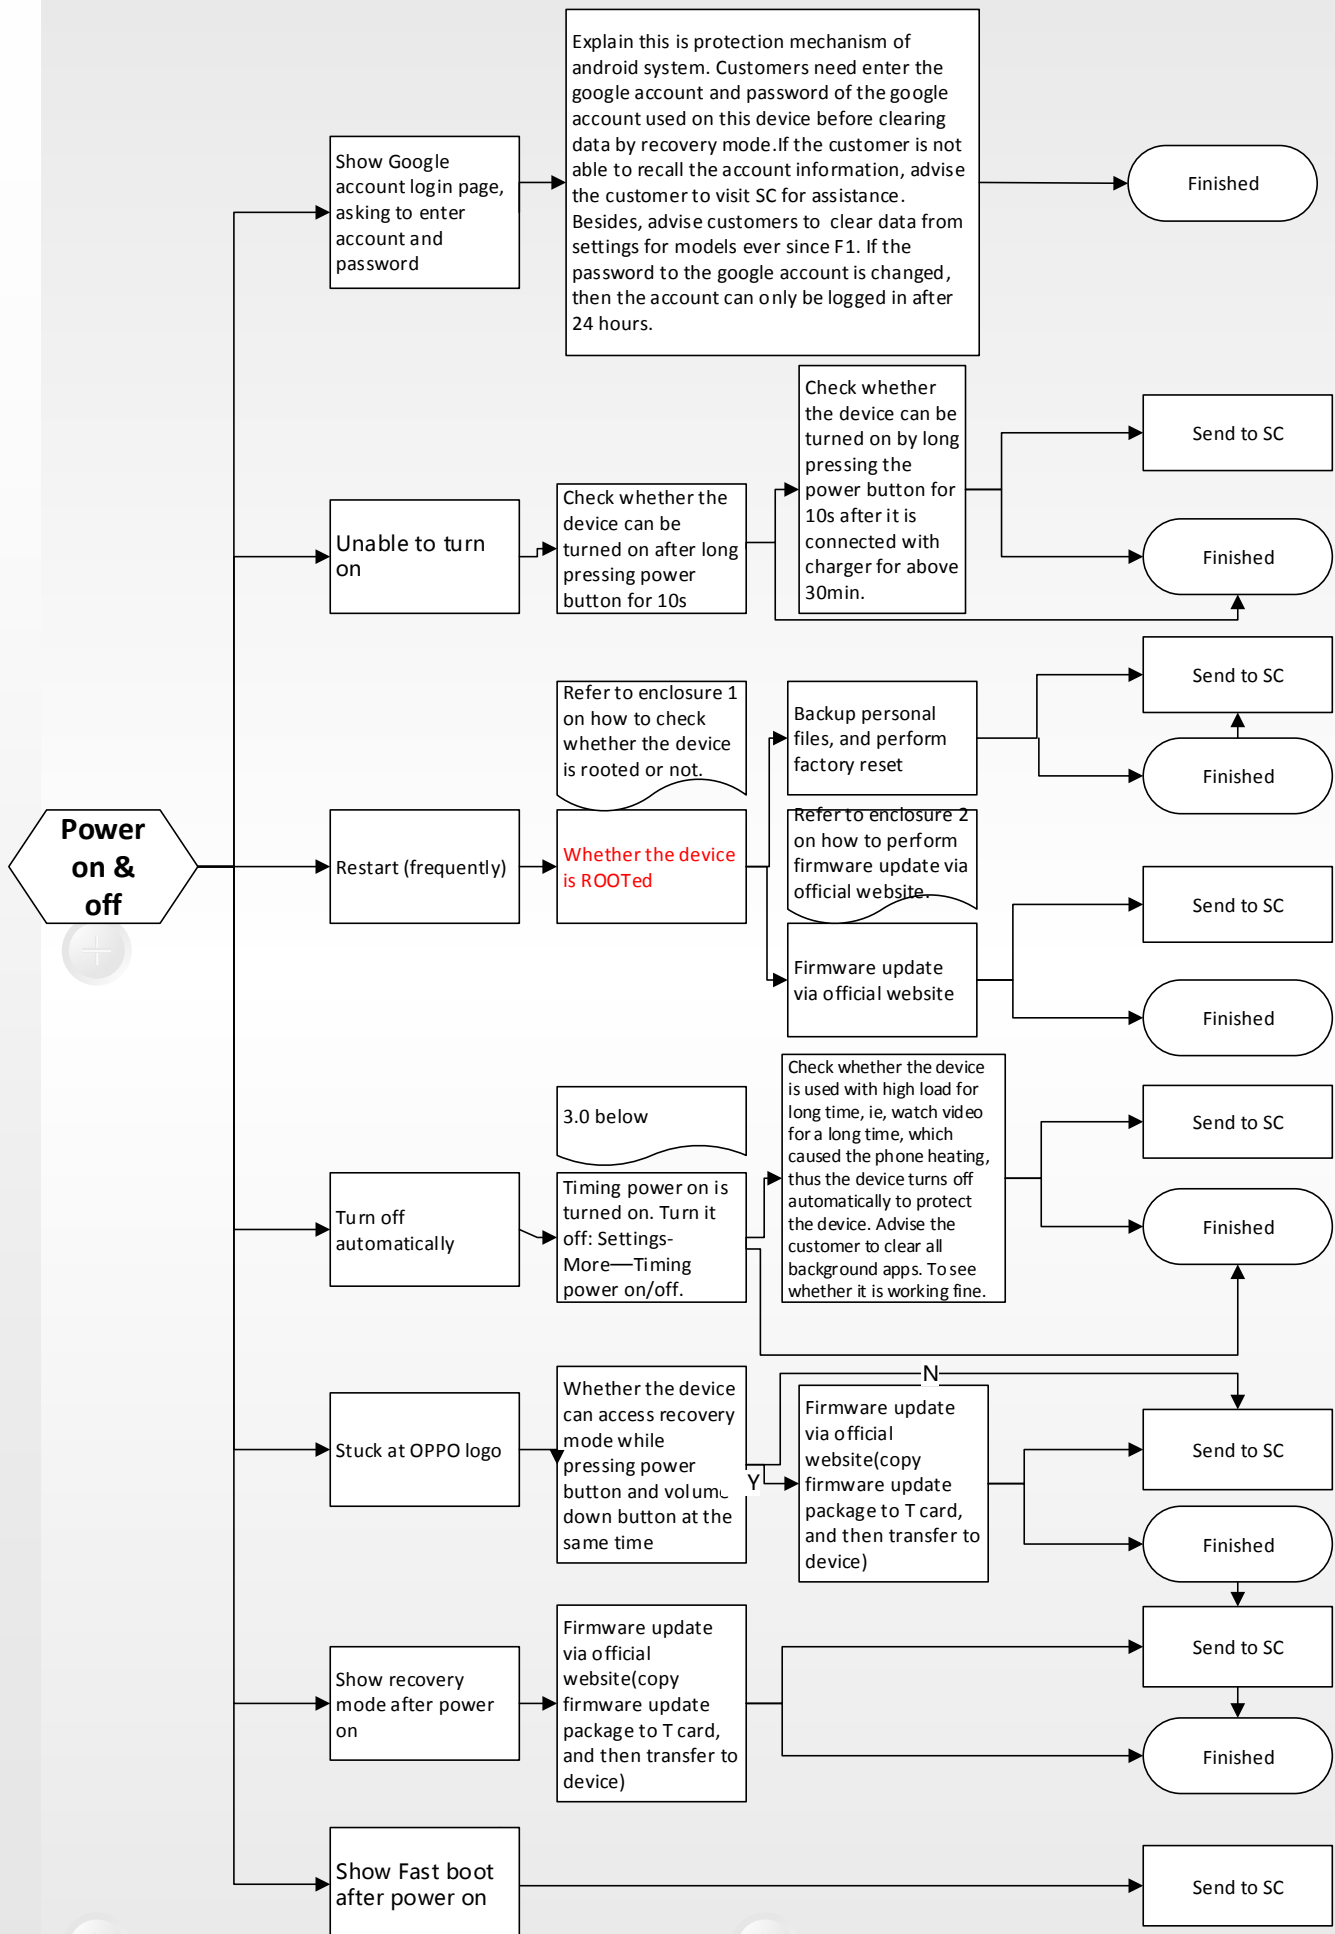 Explain this is protection mechanism of
android system. Customers need enter the
google account and password of the google
account used on this device before clearing
data by recovery mode.If the customer is not
able to recall the account information, advise
the customer to visit SC for assistance.
Besides, advise customers to clear data from
settings for models ever since F1. If the
password to the google account is changed,
then the account can only be logged in after
24 hours.
Show Google
account login page,
asking to enter
account and
password
Finished
Check whether
the device can be
turned on by long
pressing the
power button for
10s after it is
connected with
charger for above
30min.
Send to SC
Unable to turn
on
Check whether the
device can be
turned on after long
pressing power
button for 10s
Finished
Refer to enclosure 1
on how to check
whether the device
is rooted or not.
Backup personal
files, and perform
factory reset
Send to SC
Finished
Power
on &
off
Restart (frequently)
Whether the device
is ROOTed
Refer to enclosure 2
on how to perform
firmware update via
official website.
Firmware update
via official website
Send to SC
Finished
3.0 below
Turn off
automatically
Timing power on is
turned on. Turn it
off: Settings-
More—Timing
power on/off.
Check whether the device
is used with high load for
long time, ie, watch video
for a long time, which
caused the phone heating,
thus the device turns off
automatically to protect
the device. Advise the
customer to clear all
background apps. To see
whether it is working fine.
Send to SC
Finished
Stuck at OPPO logo
Whether the device
can access recovery
mode while
pressing power
button and volume
down button at the
same time
N
Y
Firmware update
via official
website(copy
firmware update
package to T card,
and then transfer to
device)
Send to SC
Finished
Show recovery
mode after power
on
Firmware update
via official
website(copy
firmware update
package to T card,
and then transfer to
device)
Send to SC
Finished
Show Fast boot
after power on
Send to SC